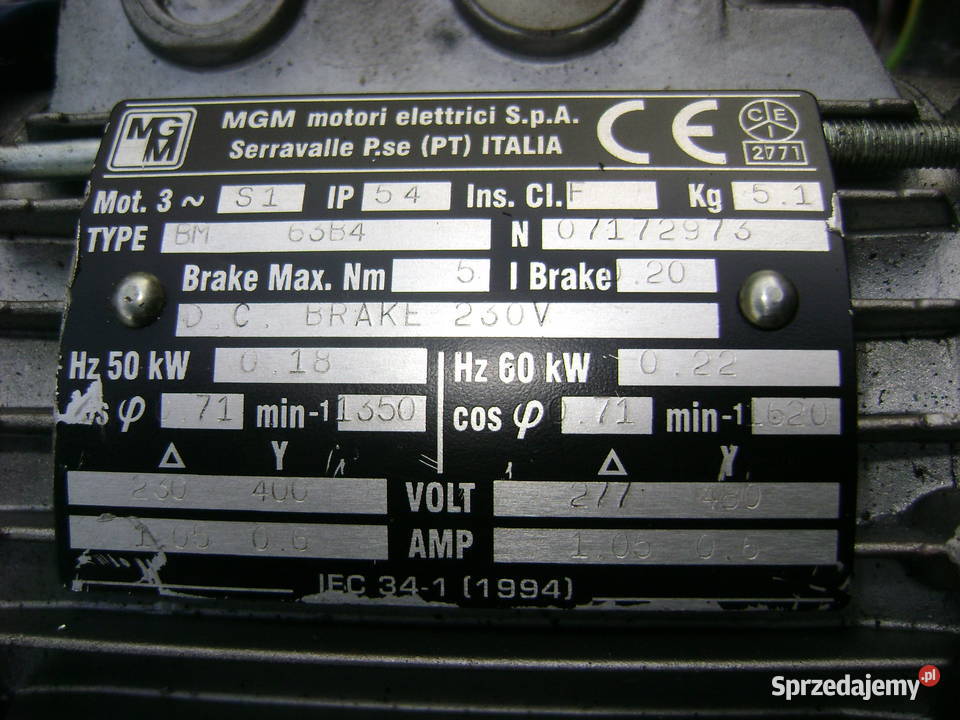 MGM
MGM motori elettrici S.p.A.
Serravalle P.se (PT) ITALIA
CE
CEI
2771
Mot. 3 ~ S1 IP 54 Ins. Cl. F Kg 5.1
TYPE BM 63B4 N 07172973
Brake Max. Nm 5 I Brake .20
D.C. BRAKE 230V
Hz 50 kW 0.18 Hz 60 kW 0.22
cos φ 0.71 min-1 1350 cos φ 0.71 min-1 1620
Δ Y Δ Y
230 400 VOLT 277 480
1.05 0.6 AMP 1.05 0.6
IEC 34-1 (1994)
Sprzedajemy.pl